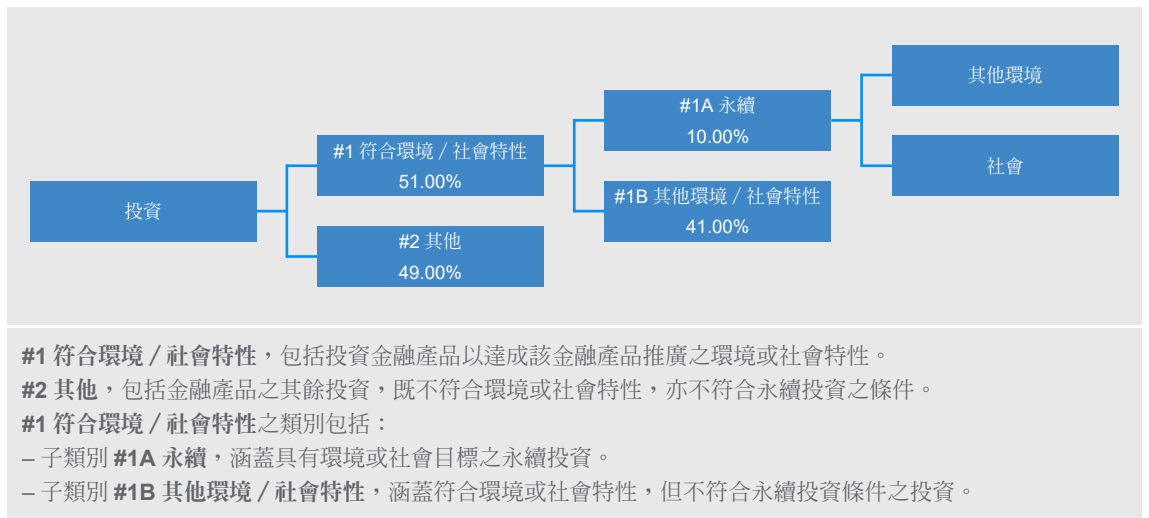 其他環境
#1A 永續
10.00%
社會
#1 符合環境 / 社會特性
51.00%
投資
#1B 其他環境 / 社會特性
41.00%
#2 其他
49.00%
#1 符合環境 / 社會特性，包括投資金融產品以達成該金融產品推廣之環境或社會特性。
#2 其他，包括金融產品之其餘投資，既不符合環境或社會特性，亦不符合永續投資之條件。
#1 符合環境 / 社會特性之類別包括：
– 子類別 #1A 永續，涵蓋具有環境或社會目標之永續投資。
– 子類別 #1B 其他環境 / 社會特性，涵蓋符合環境或社會特性，但不符合永續投資條件之投資。